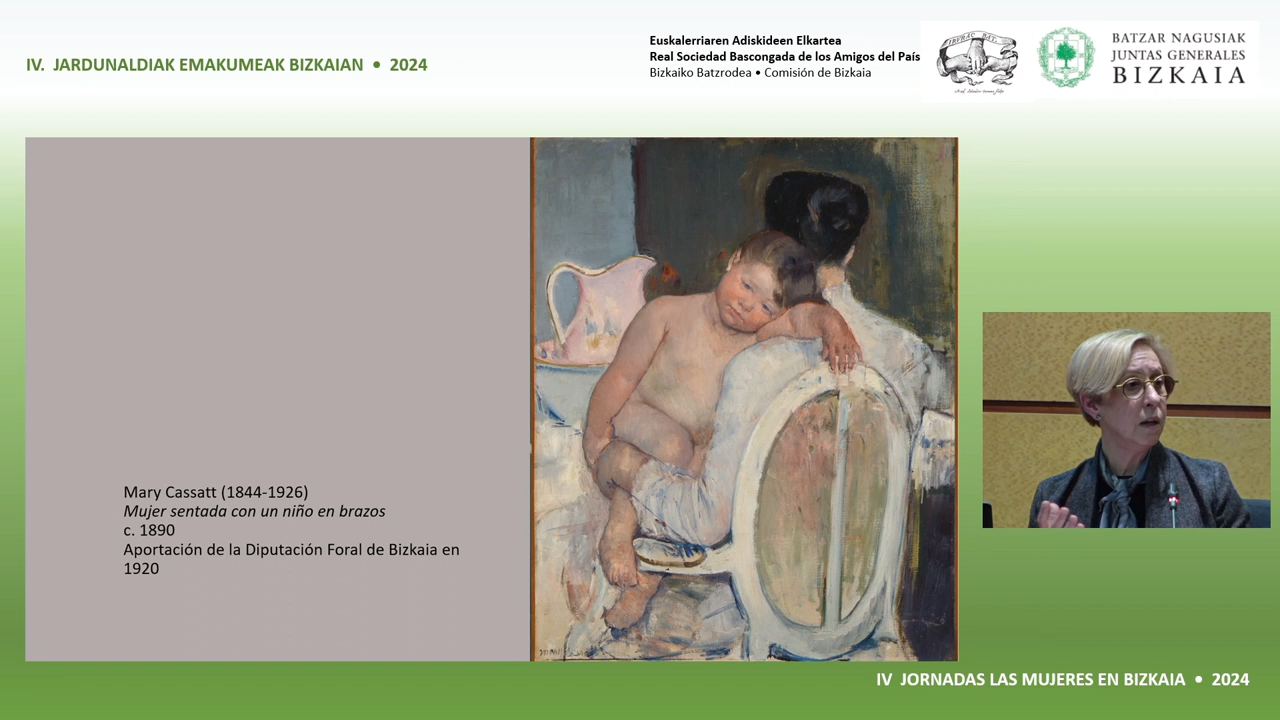 IV. JARDUNALDIAK EMAKUMEAK BIZKAIAN • 2024
Euskalerriaren Adiskideen Elkartea
Real Sociedad Bascongada de los Amigos del País
Bizkaiko Batzrodea • Comisión de Bizkaia
BATZAR NAGUSIAK
JUNTAS GENERALES
BIZKAIA
Mary Cassatt (1844-1926)
Mujer sentada con un niño en brazos
c. 1890
Aportación de la Diputación Foral de Bizkaia en
1920
IV JORNADAS LAS MUJERES EN BIZKAIA • 2024